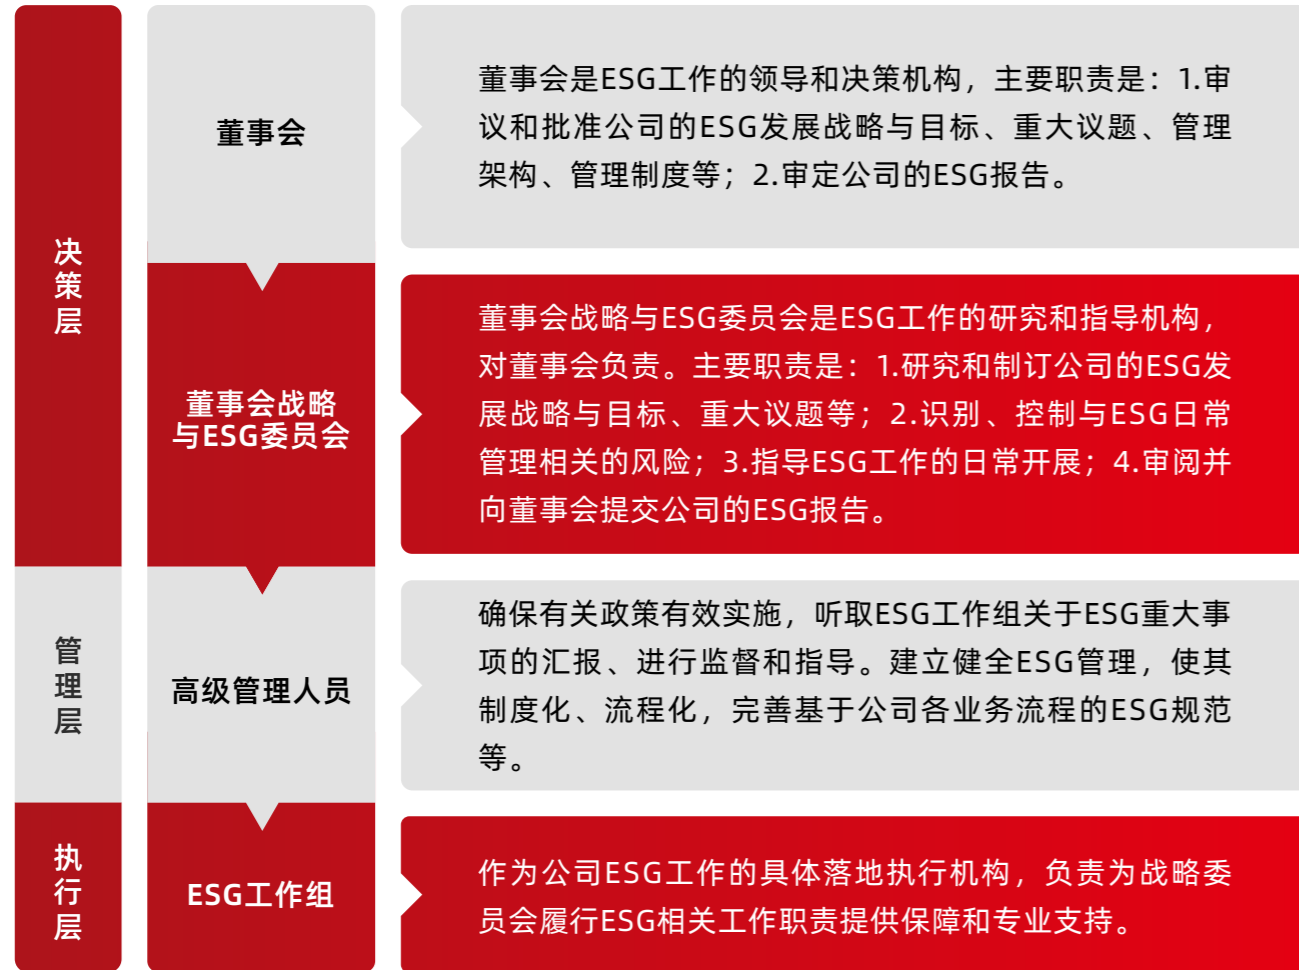 决策层
董事会
董事会是ESG工作的领导和决策机构，主要职责是：1.审
议和批准公司的ESG发展战略与目标、重大议题、管理
架构、管理制度等；2.审定公司的ESG报告。
董事会战略
与ESG委员会
董事会战略与ESG委员会是ESG工作的研究和指导机构，
对董事会负责。主要职责是：1.研究和制订公司的ESG发
展战略与目标、重大议题等；2.识别、控制与ESG日常
管理相关的风险；3.指导ESG工作的日常开展；4.审阅并
向董事会提交公司的ESG报告。
管理层
高级管理人员
确保有关政策有效实施，听取ESG工作组关于ESG重大事
项的汇报、进行监督和指导。建立健全ESG管理，使其
制度化、流程化，完善基于公司各业务流程的ESG规范
等。
执行层
ESG工作组
作为公司ESG工作的具体落地执行机构，负责为战略委
员会履行ESG相关工作职责提供保障和专业支持。